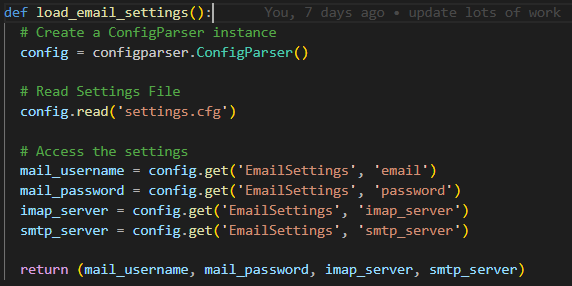 def load_email_settings(): You, 7 days ago • update lots of work
# Create a ConfigParser instance
config = configparser.ConfigParser()
# Read Settings File
config.read('settings.cfg')
# Access the settings
mail_username = config.get('EmailSettings', 'email')
mail_password = config.get('EmailSettings', 'password')
imap_server = config.get('EmailSettings', 'imap_server')
smtp_server = config.get('EmailSettings', 'smtp_server')
return (mail_username, mail_password, imap_server, smtp_server)